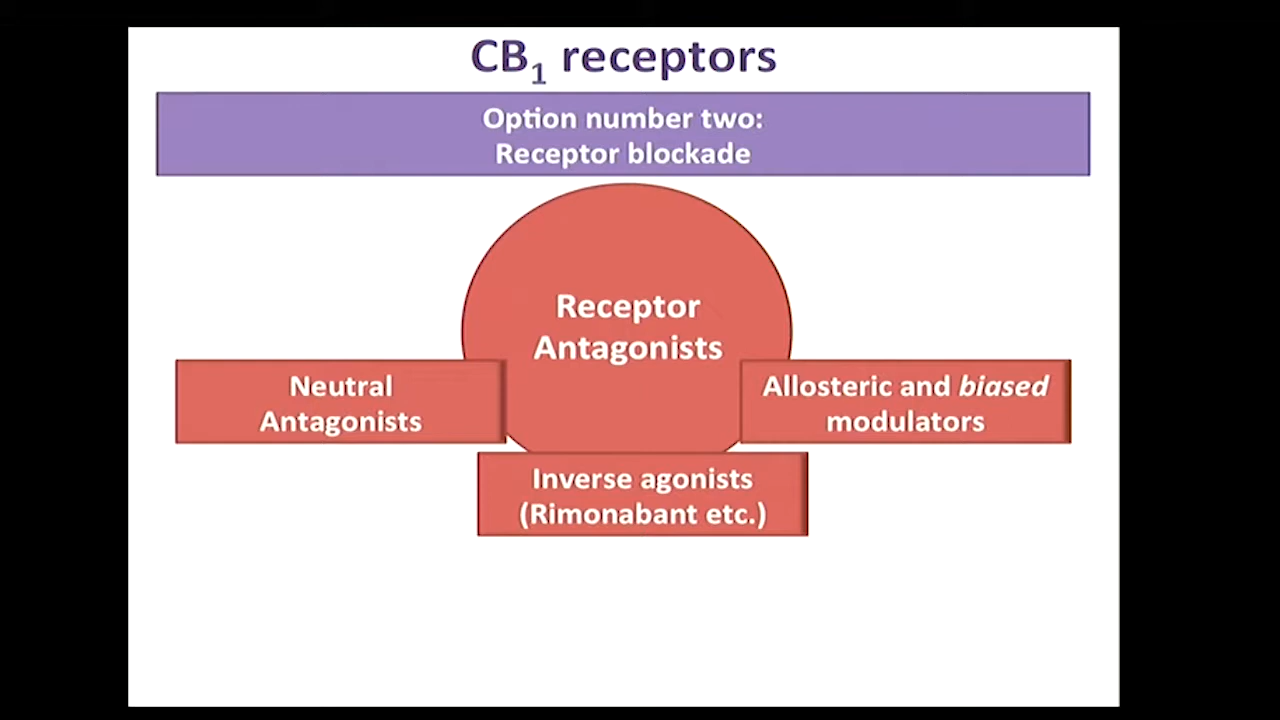 CB₁ receptors
Option number two:
Receptor blockade
Receptor
Antagonists
Neutral
Antagonists
Allosteric and biased
modulators
Inverse agonists
(Rimonabant etc.)